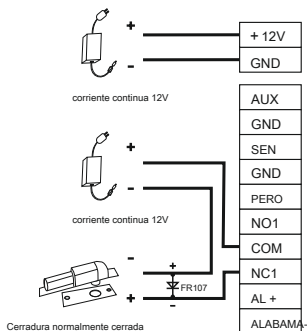 +
-
corriente continua 12V
+
-
corriente continua 12V
-
+
+
FR107
-
Cerradura normalmente cerrada
+ 12V
GND
AUX
GND
SEN
GND
PERO
NO1
COM
NC1
AL +
ALABAMA-